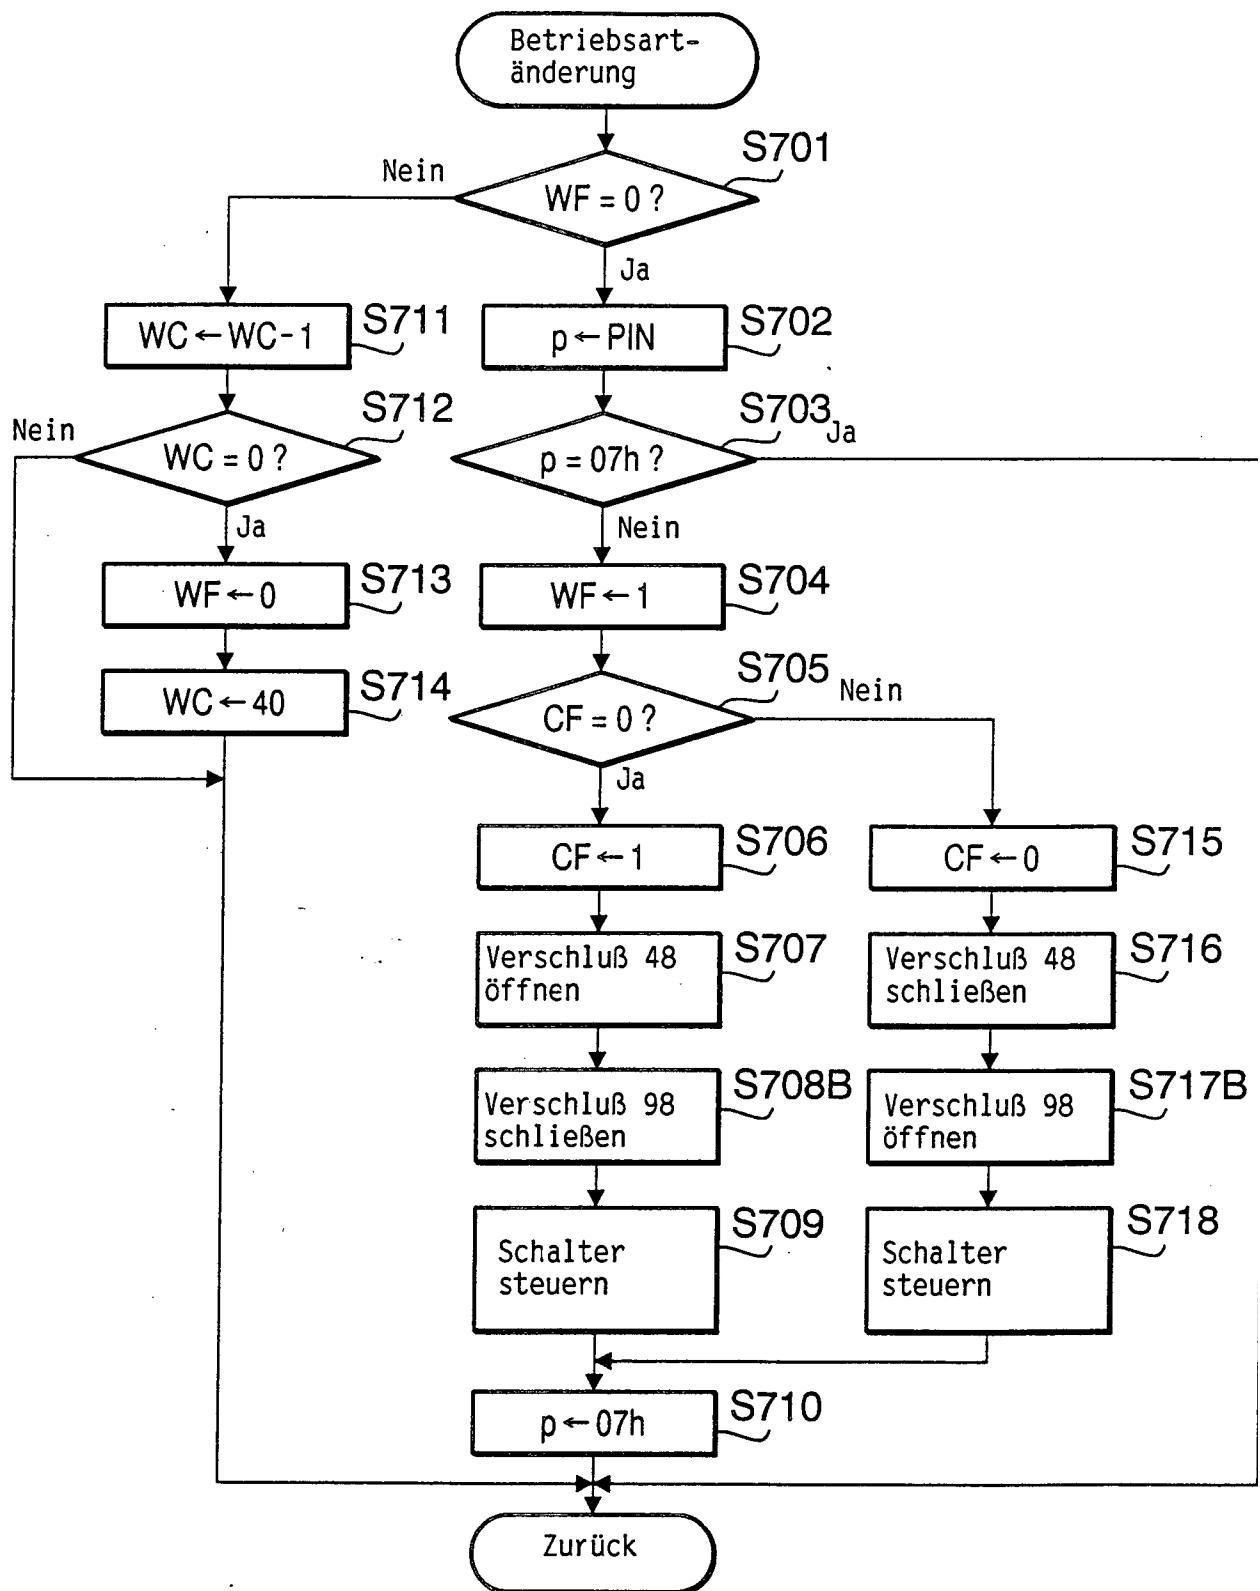 Betriebsart-
änderung
S701
Nein
WF = 0 ?
Ja
S711
WC ← WC - 1
S702
p ← PIN
S712
Nein
WC = 0 ?
S703
Ja
p = 07h ?
Ja
Nein
S713
WF ← 0
S704
WF ← 1
S714
WC ← 40
S705
Nein
CF = 0 ?
Ja
S706
CF ← 1
S715
CF ← 0
S707
Verschluß 48
öffnen
S716
Verschluß 48
schließen
S708B
Verschluß 98
schließen
S717B
Verschluß 98
öffnen
S709
Schalter
steuern
S718
Schalter
steuern
S710
p ← 07h
Zurück